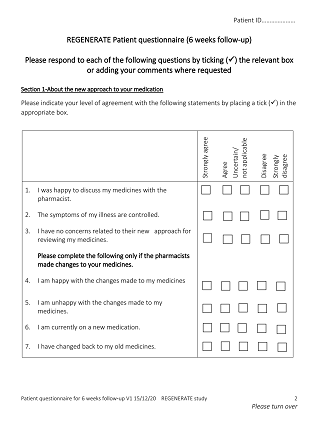 Patient ID....................
REGENERATE Patient questionnaire (6 weeks follow-up)
Please respond to each of the following questions by ticking (✓) the relevant box
or adding your comments where requested
Section 1-About the new approach to your medication
Please indicate your level of agreement with the following statements by placing a tick (✓) in the
appropriate box.
Strongly agree
Agree
Uncertain/
not applicable
Disagree
Strongly
disagree
1. I was happy to discuss my medicines with the
pharmacist.
2. The symptoms of my illness are controlled.
3. I have no concerns related to their new approach for
reviewing my medicines.
Please complete the following only if the pharmacists
made changes to your medicines.
4. I am happy with the changes made to my medicines
5. I am unhappy with the changes made to my
medicines.
6. I am currently on a new medication.
7. I have changed back to my old medicines.
Patient questionnaire for 6 weeks follow-up V1 15/12/20 REGENERATE study 2
Please turn over